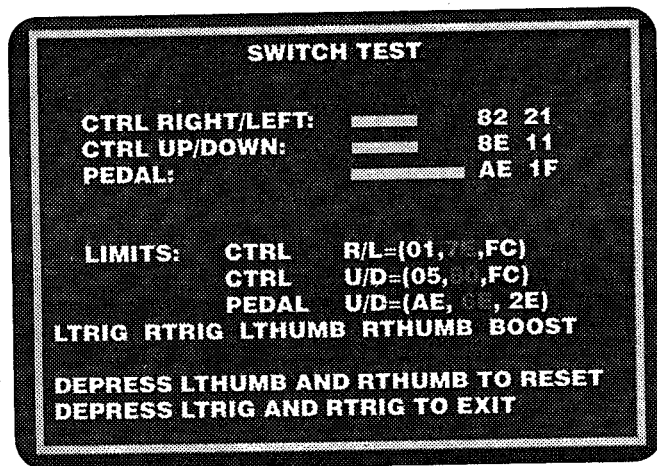 SWITCH TEST
CTRL RIGHT/LEFT: 82 21
CTRL UP/DOWN: 8E 11
PEDAL: AE 1F
LIMITS: CTRL R/L=(01, ,FC)
CTRL U/D=(05, ,FC)
PEDAL U/D=(AE, , 2E)
LTRIG RTRIG LTHUMB RTHUMB BOOST
DEPRESS LTHUMB AND RTHUMB TO RESET
DEPRESS LTRIG AND RTRIG TO EXIT